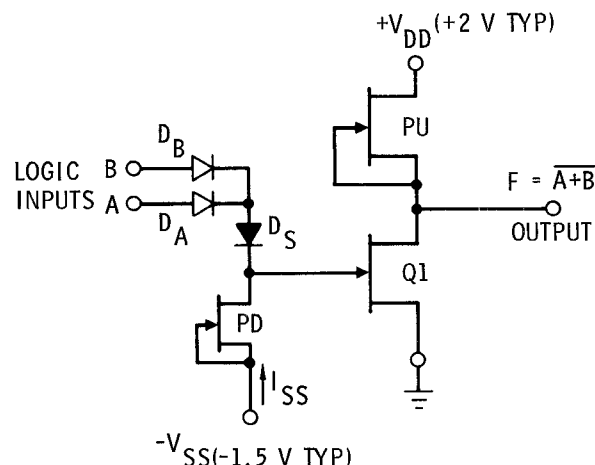 +V_DD (+2 V TYP)
PU
D_B
LOGIC INPUTS
B
A
D_A
D_S
F = \overline{A+B}
OUTPUT
Q1
PD
I_SS
-V_SS(-1.5 V TYP)